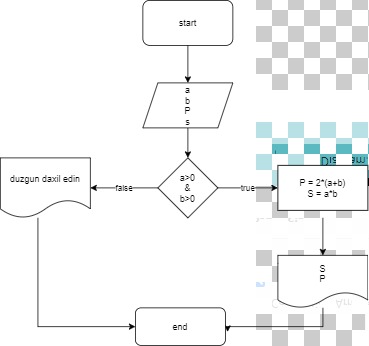 start
a
b
P
s
duzgun daxil edin
false
a>0
&
b>0
true
P = 2*(a+b)
S = a*b
S
P
end